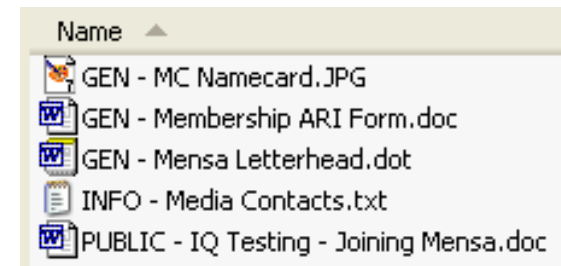 Name
GEN - MC Namecard.JPG
GEN - Membership ARI Form.doc
GEN - Mensa Letterhead.dot
INFO - Media Contacts.txt
PUBLIC - IQ Testing - Joining Mensa.doc